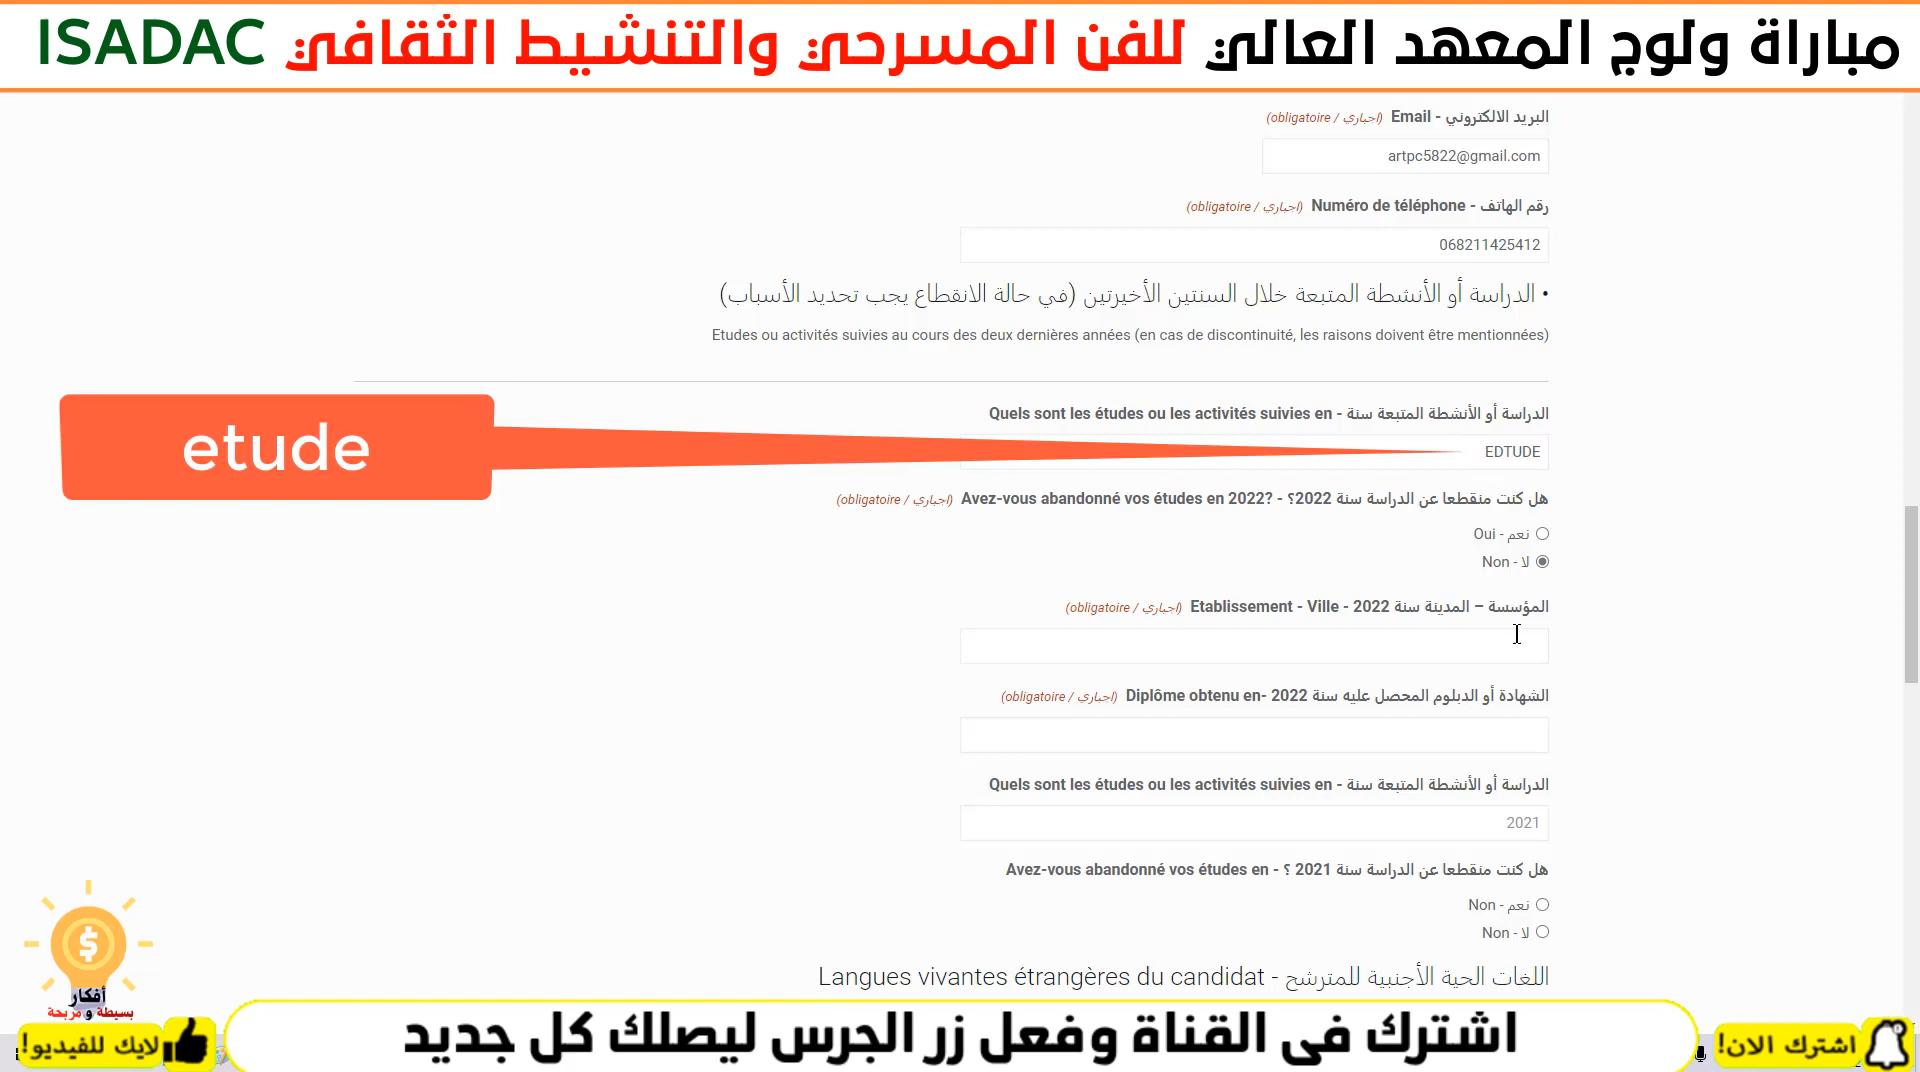 مباراة ولوج المعهد العالي للفن المسرحي والتنشيط الثقافي ISADAC
البريد الالكتروني - Email (اجباري / obligatoire)
artpc5822@gmail.com
رقم الهاتف - Numéro de téléphone (اجباري / obligatoire)
068211425412
• الدراسة أو الأنشطة المتبعة خلال السنتين الأخيرتين (في حالة الانقطاع يجب تحديد الأسباب)
Etudes ou activités suivies au cours des deux dernières années (en cas de discontinuité, les raisons doivent être mentionnées)
الدراسة أو الأنشطة المتبعة سنة - Quels sont les études ou les activités suivies en
etude
EDTUDE
هل كنت منقطعا عن الدراسة سنة 2022؟ - Avez-vous abandonné vos études en 2022? (اجباري / obligatoire)
نعم - Oui
لا - Non
المؤسسة – المدينة سنة 2022 - Etablissement - Ville (اجباري / obligatoire)
الشهادة أو الدبلوم المحصل عليه سنة 2022 -Diplôme obtenu en (اجباري / obligatoire)
الدراسة أو الأنشطة المتبعة سنة - Quels sont les études ou les activités suivies en
2021
هل كنت منقطعا عن الدراسة سنة 2021 ؟ - Avez-vous abandonné vos études en
نعم - Non
لا - Non
اللغات الحية الأجنبية للمترشح - Langues vivantes étrangères du candidat
$
أفكار
بسيطة و مربحة
لايك للفيديو!
اشترك في القناة وفعل زر الجرس ليصلك كل جديد
اشترك الان!